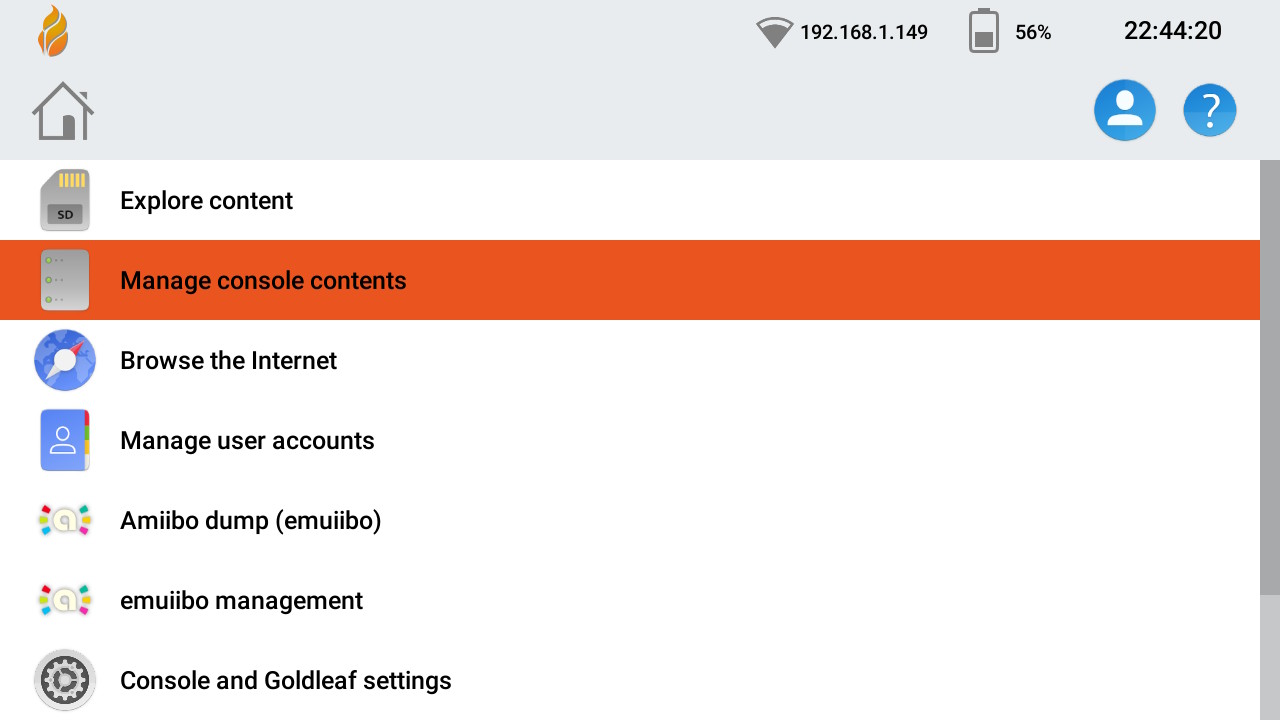 192.168.1.149 56% 22:44:20
?
SD
Explore content
Manage console contents
Browse the Internet
Manage user accounts
Amiibo dump (emuiibo)
emuiibo management
Console and Goldleaf settings